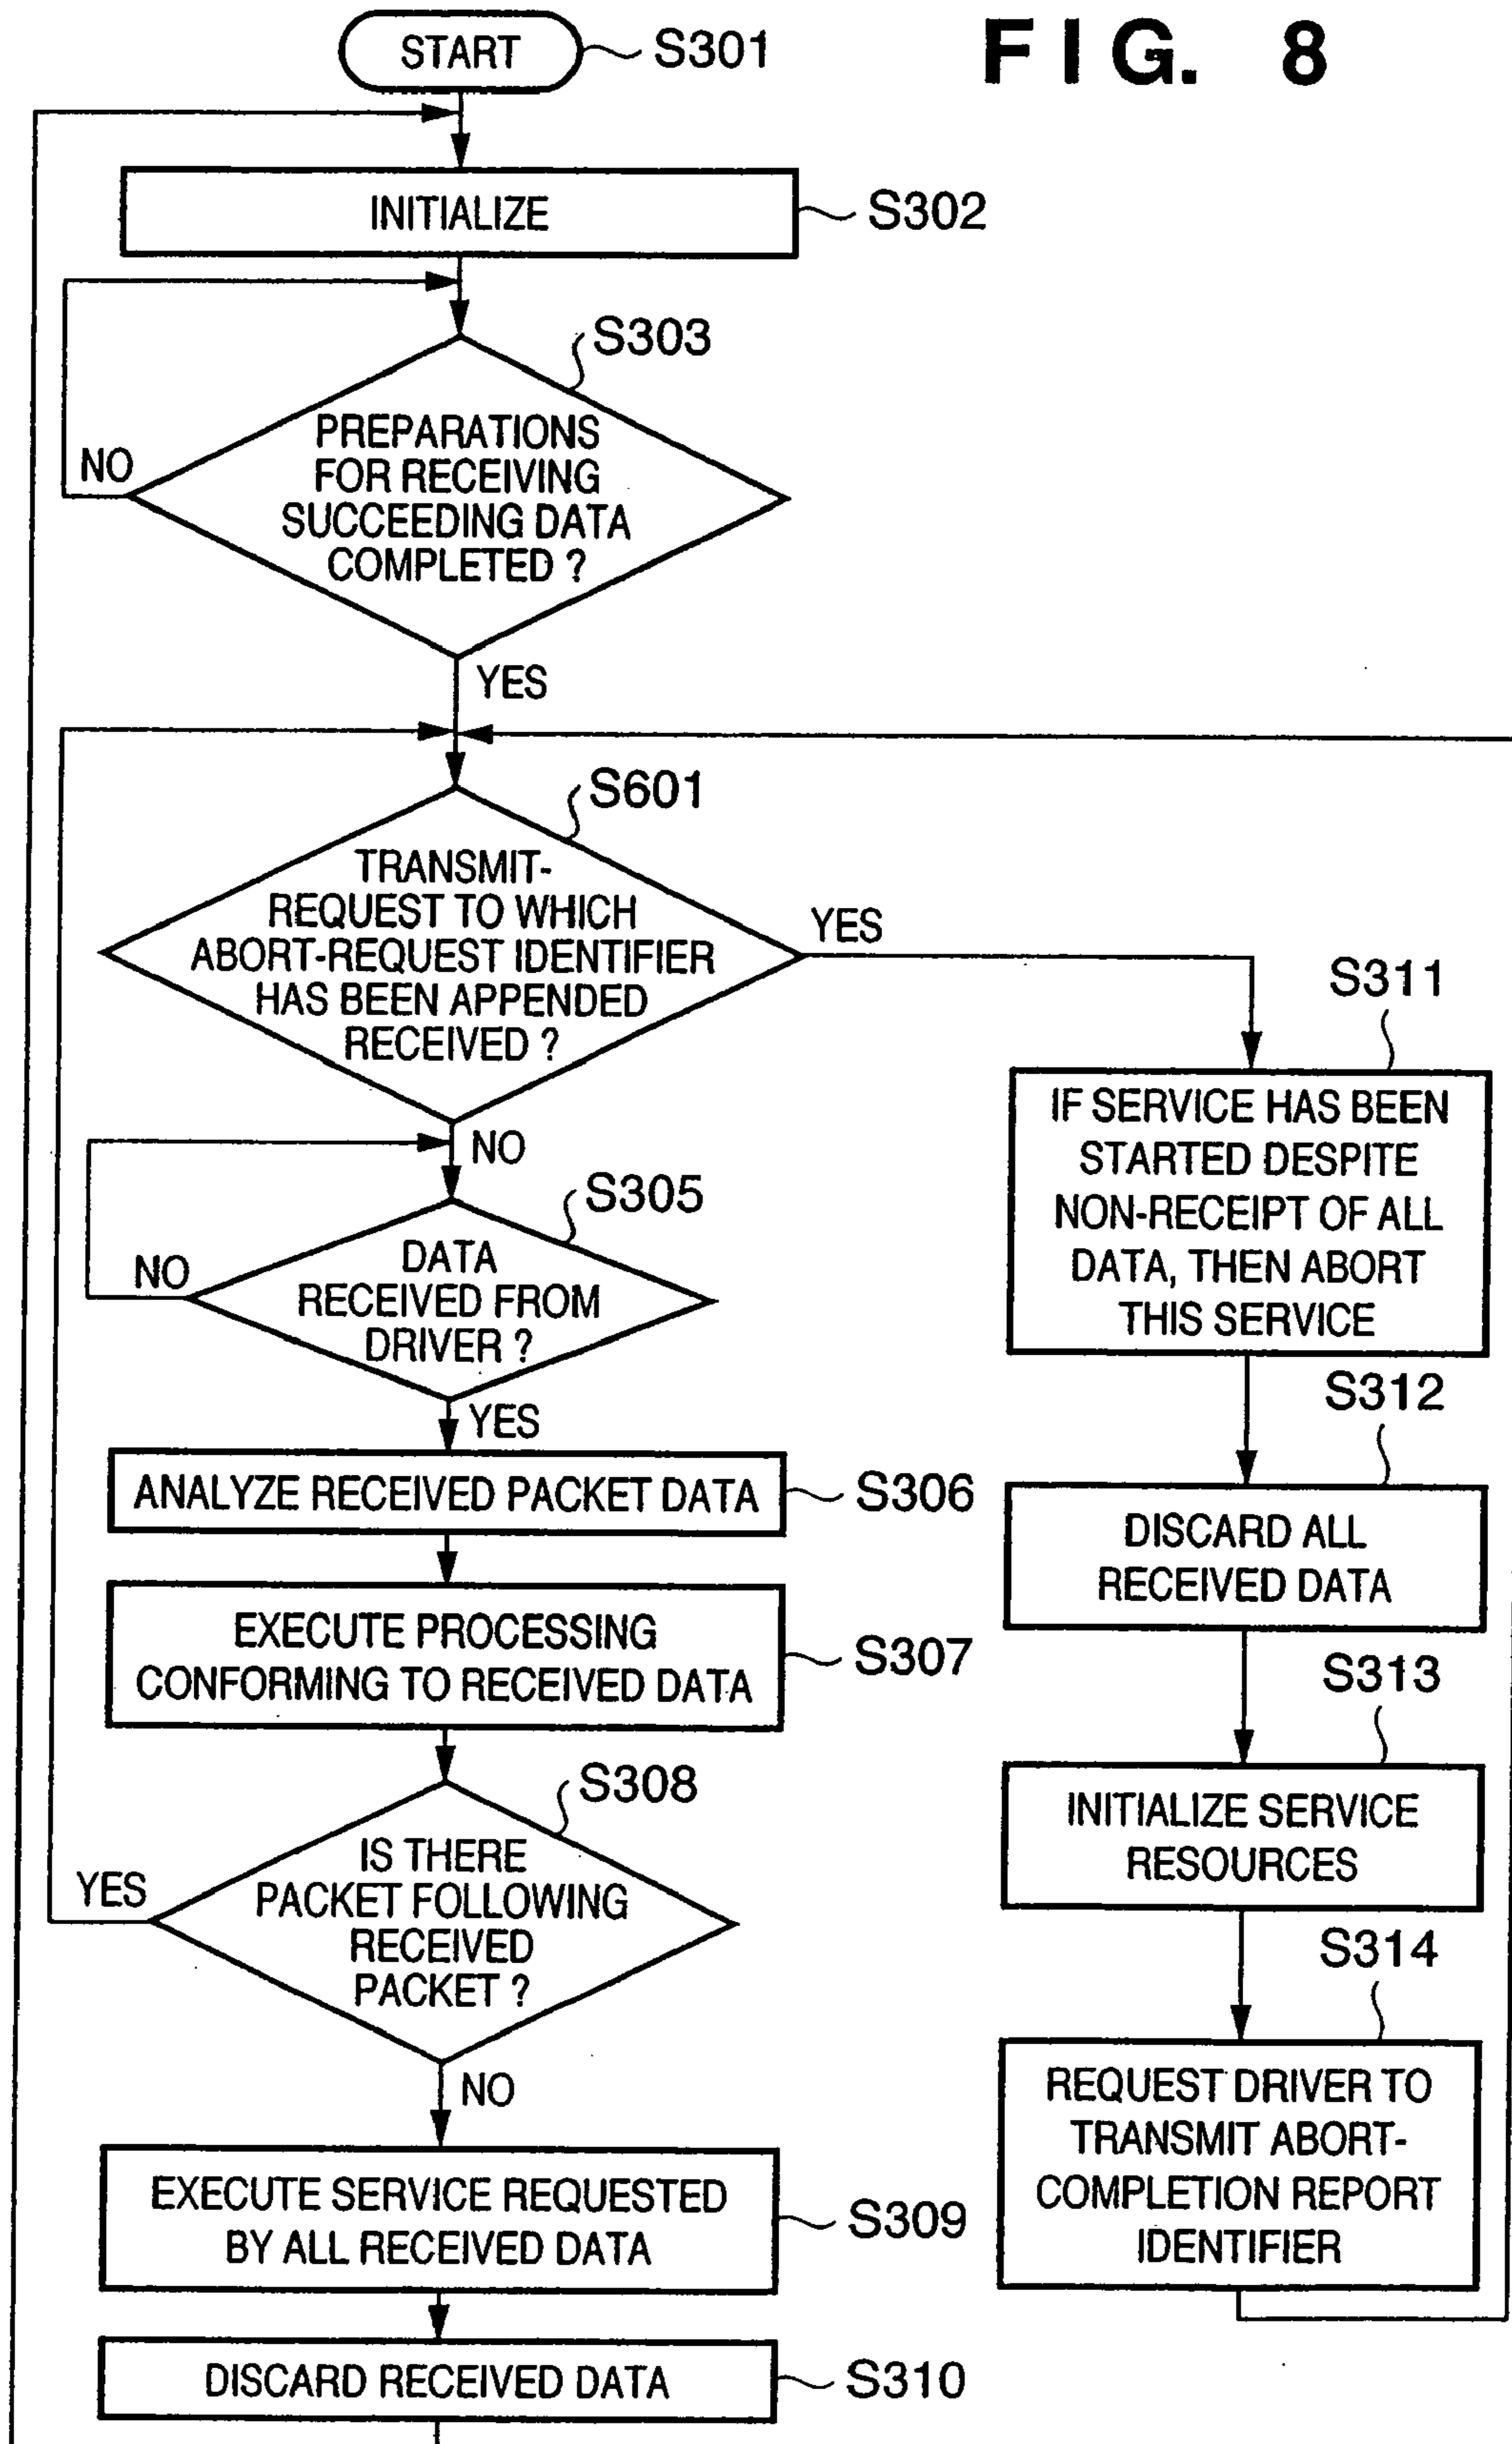 START
S301
FIG. 8
INITIALIZE
S302
S303
PREPARATIONS
FOR RECEIVING
SUCCEEDING DATA
COMPLETED ?
NO
YES
S601
TRANSMIT-
REQUEST TO WHICH
ABORT-REQUEST IDENTIFIER
HAS BEEN APPENDED
RECEIVED ?
YES
NO
S305
DATA
RECEIVED FROM
DRIVER ?
NO
YES
ANALYZE RECEIVED PACKET DATA
S306
EXECUTE PROCESSING
CONFORMING TO RECEIVED DATA
S307
S308
IS THERE
PACKET FOLLOWING
RECEIVED
PACKET ?
YES
NO
EXECUTE SERVICE REQUESTED
BY ALL RECEIVED DATA
S309
DISCARD RECEIVED DATA
S310
S311
IF SERVICE HAS BEEN
STARTED DESPITE
NON-RECEIPT OF ALL
DATA, THEN ABORT
THIS SERVICE
S312
DISCARD ALL
RECEIVED DATA
S313
INITIALIZE SERVICE
RESOURCES
S314
REQUEST DRIVER TO
TRANSMIT ABORT-
COMPLETION REPORT
IDENTIFIER